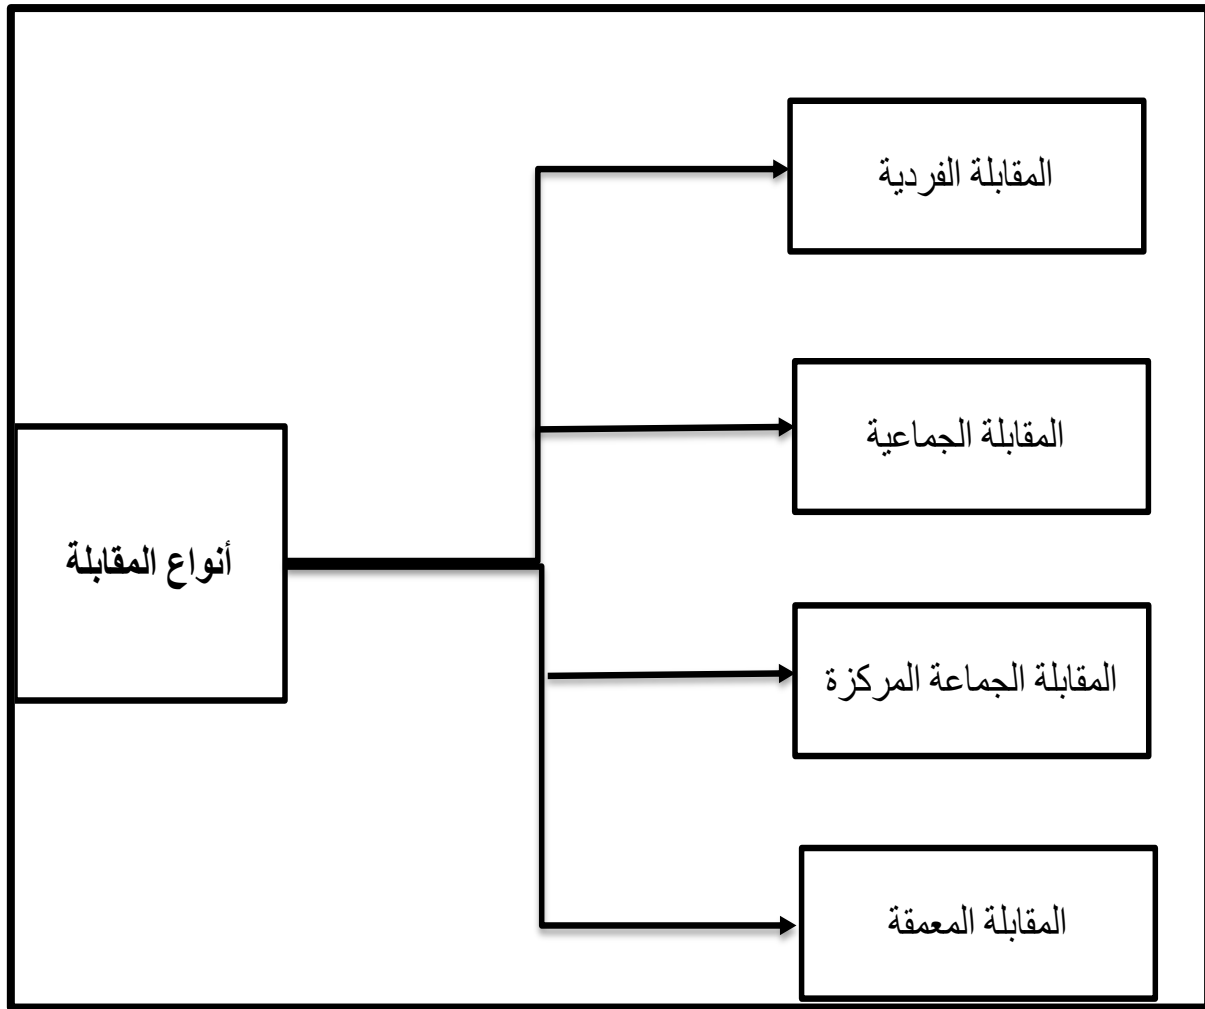 المقابلة الفردية
المقابلة الجماعية
أنواع المقابلة
المقابلة الجماعة المركزة
المقابلة المعمقة